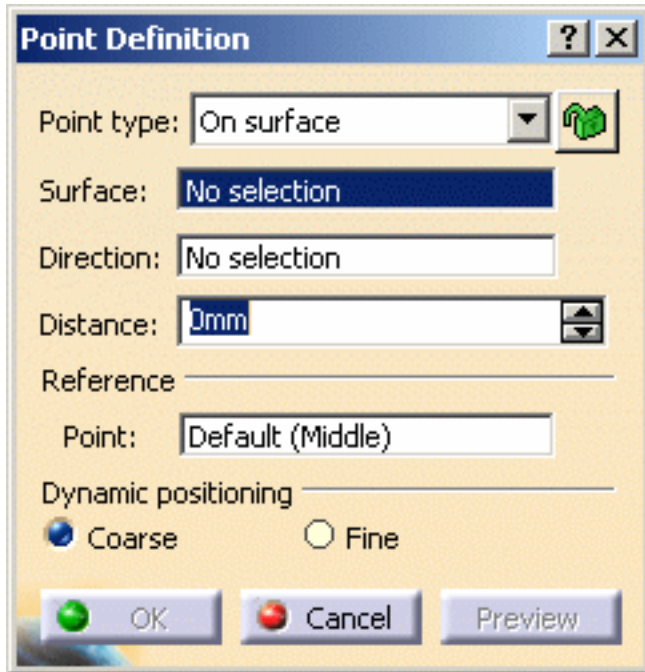 Point Definition ? X
Point type: On surface
Surface: No selection
Direction: No selection
Distance: 0mm
Reference
Point: Default (Middle)
Dynamic positioning
Coarse Fine
OK Cancel Preview